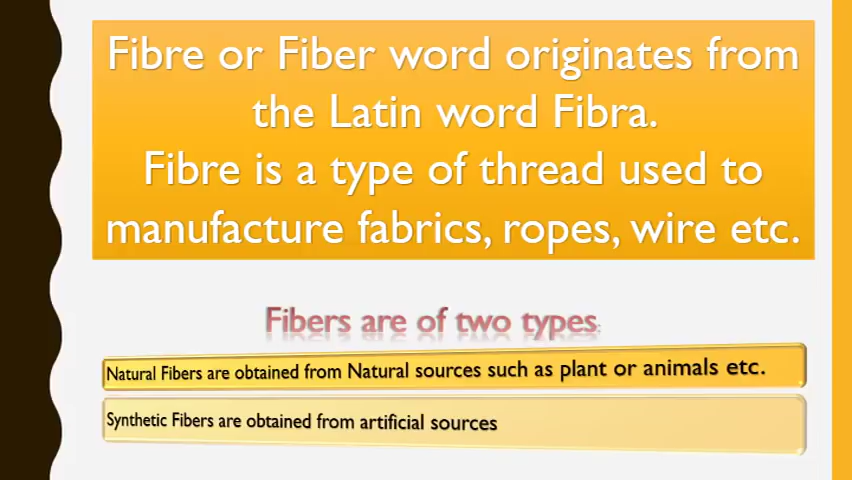 Fibre or Fiber word originates from
the Latin word Fibra.
Fibre is a type of thread used to
manufacture fabrics, ropes, wire etc.
Fibers are of two types:
Natural Fibers are obtained from Natural sources such as plant or animals etc.
Synthetic Fibers are obtained from artificial sources